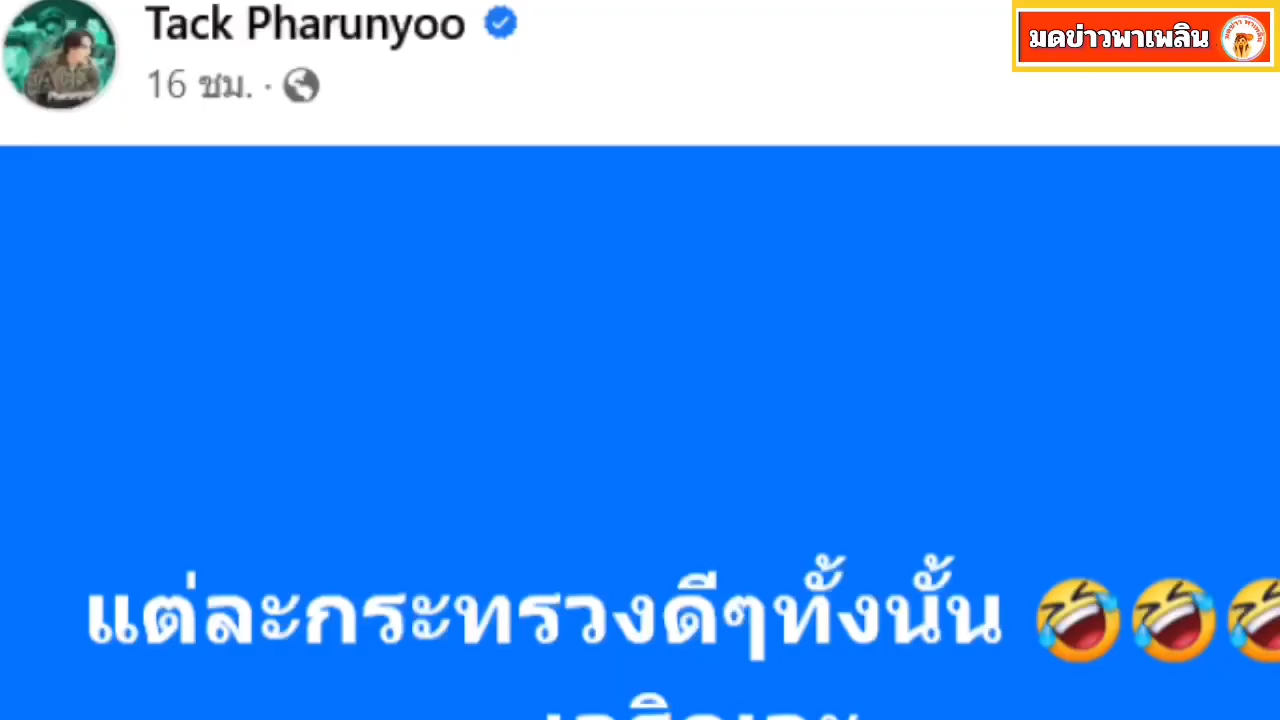 Tack Pharunyoo
16 ชม. ·
มดข่าวพาเพลิน
แต่ละกระทรวงดีๆทั้งนั้น 🤣🤣🤣